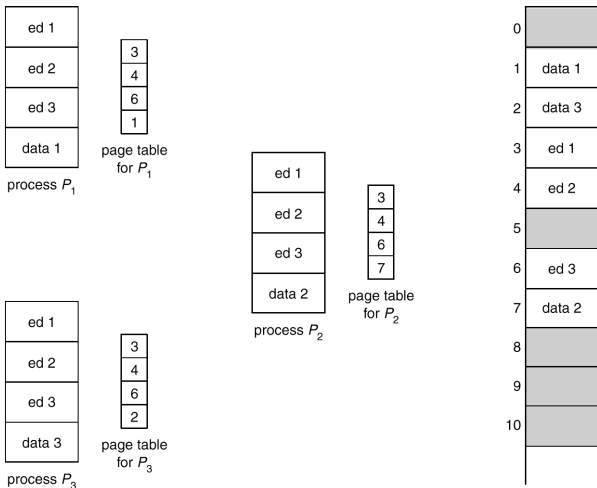 ed 1
ed 2
ed 3
data 1
process P1
3
4
6
1
page table
for P1
ed 1
ed 2
ed 3
data 2
process P2
3
4
6
7
page table
for P2
ed 1
ed 2
ed 3
data 3
process P3
3
4
6
2
page table
for P3
0
1 data 1
2 data 3
3 ed 1
4 ed 2
5
6 ed 3
7 data 2
8
9
10